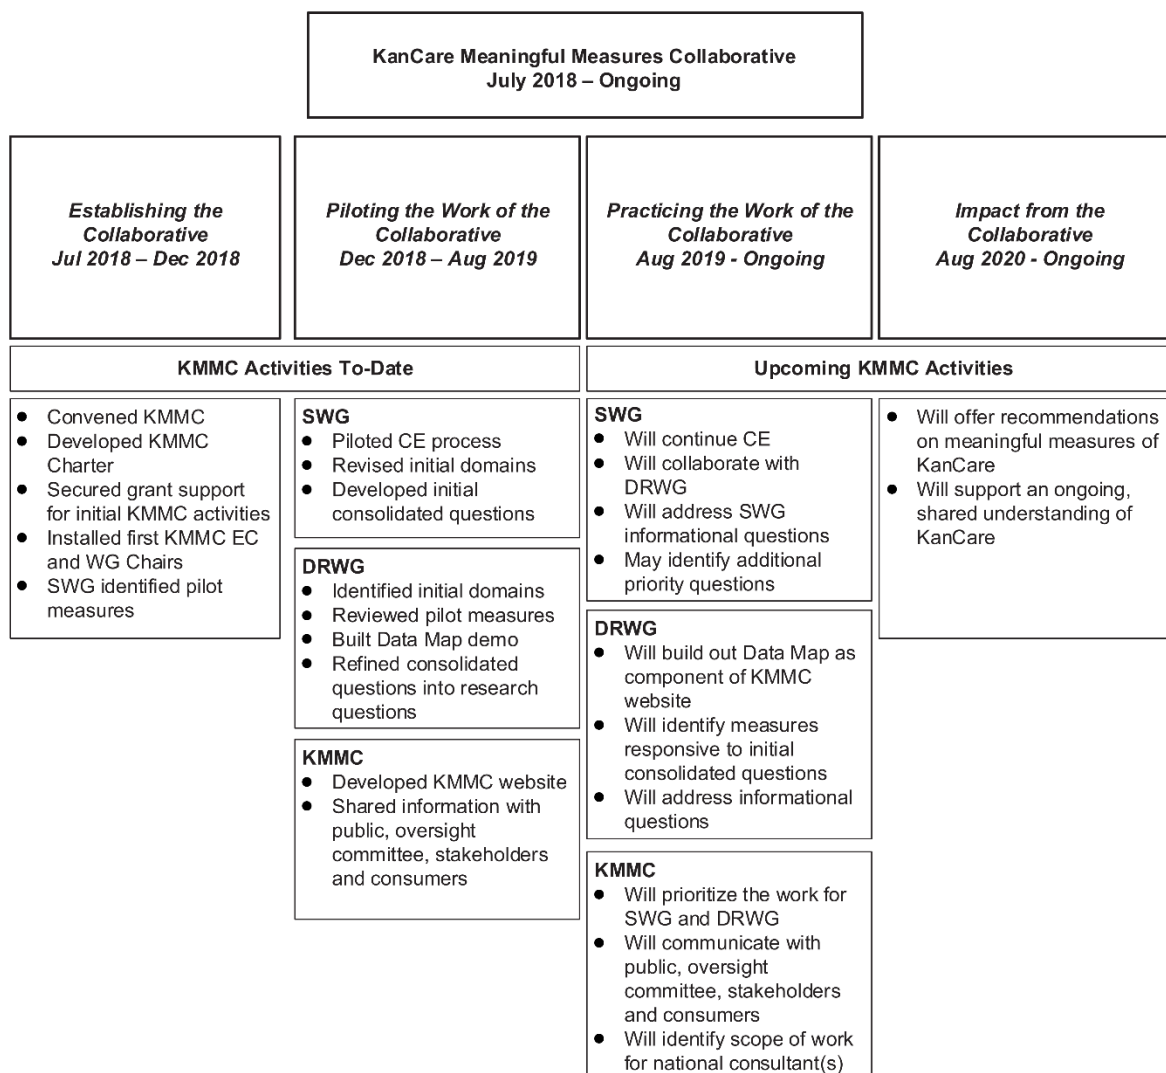 KanCare Meaningful Measures Collaborative
July 2018 – Ongoing
Establishing the
Collaborative
Jul 2018 – Dec 2018
Piloting the Work of the
Collaborative
Dec 2018 – Aug 2019
Practicing the Work of the
Collaborative
Aug 2019 - Ongoing
Impact from the
Collaborative
Aug 2020 - Ongoing
KMMC Activities To-Date
Upcoming KMMC Activities
● Convened KMMC
● Developed KMMC
Charter
● Secured grant support
for initial KMMC activities
● Installed first KMMC EC
and WG Chairs
● SWG identified pilot
measures
SWG
● Piloted CE process
● Revised initial domains
● Developed initial
consolidated questions
DRWG
● Identified initial domains
● Reviewed pilot measures
● Built Data Map demo
● Refined consolidated
questions into research
questions
KMMC
● Developed KMMC website
● Shared information with
public, oversight
committee, stakeholders
and consumers
SWG
● Will continue CE
● Will collaborate with
DRWG
● Will address SWG
informational questions
● May identify additional
priority questions
DRWG
● Will build out Data Map as
component of KMMC
website
● Will identify measures
responsive to initial
consolidated questions
● Will address informational
questions
KMMC
● Will prioritize the work for
SWG and DRWG
● Will communicate with
public, oversight
committee, stakeholders
and consumers
● Will identify scope of work
for national consultant(s)
● Will offer recommendations
on meaningful measures of
KanCare
● Will support an ongoing,
shared understanding of
KanCare